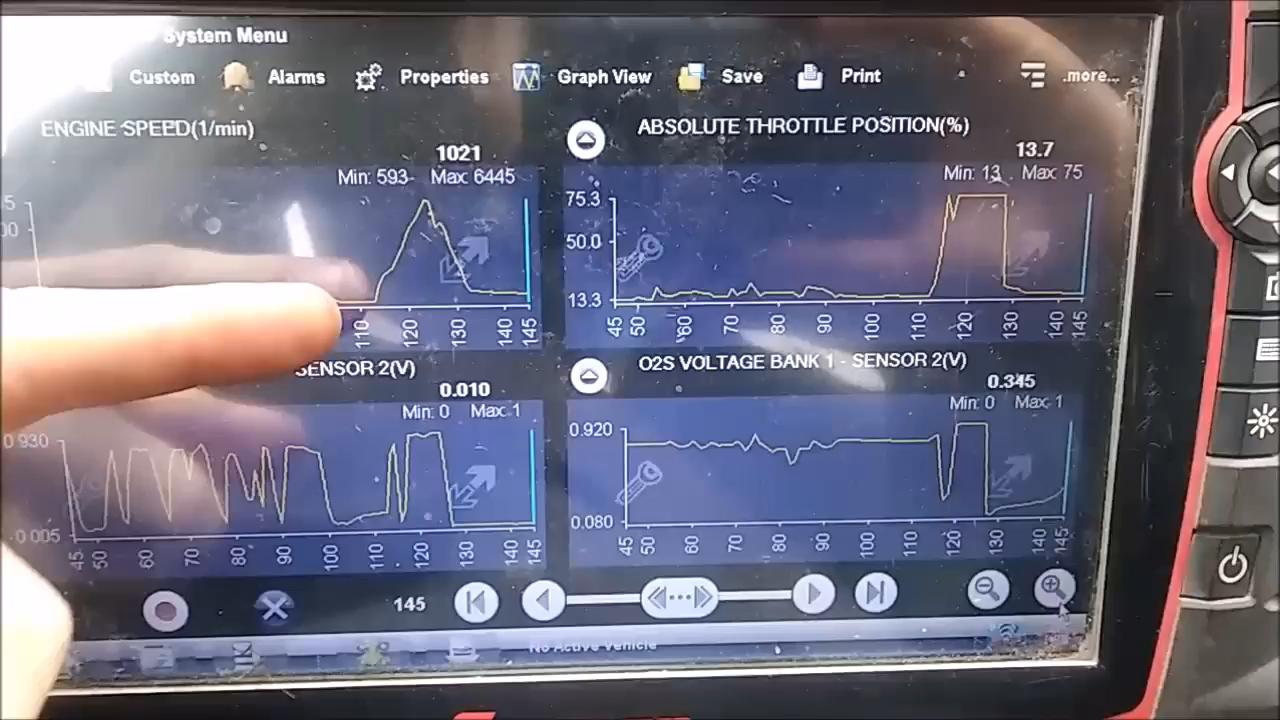 System Menu
Custom Alarms Properties Graph View Save Print .more...
ENGINE SPEED(1/min)
1021
Min: 593 Max: 6445
110 120 130 140 145
ABSOLUTE THROTTLE POSITION(%)
13.7
Min: 13 Max: 75
75.3
50.0
13.3
45 50 60 70 80 90 100 110 120 130 140 145
SENSOR 2(V)
0.010
Min: 0 Max: 1
0.930
0.005
45 50 60 70 80 90 100 110 120 130 140 145
O2S VOLTAGE BANK 1 - SENSOR 2(V)
0.345
Min: 0 Max: 1
0.920
0.080
45 50 60 70 80 90 100 110 120 130 140 145
145
No Active Vehicle